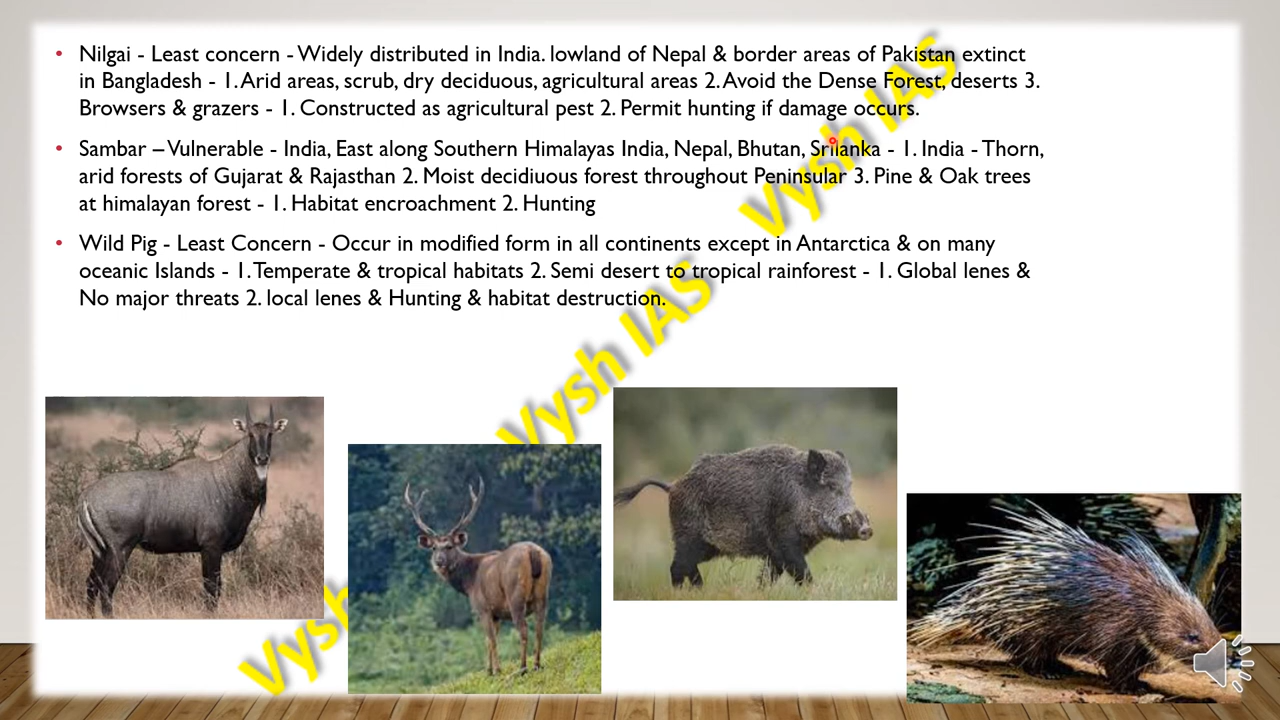 • Nilgai - Least concern - Widely distributed in India. lowland of Nepal & border areas of Pakistan extinct
in Bangladesh - 1. Arid areas, scrub, dry deciduous, agricultural areas 2. Avoid the Dense Forest, deserts 3.
Browsers & grazers - 1. Constructed as agricultural pest 2. Permit hunting if damage occurs.
• Sambar – Vulnerable - India, East along Southern Himalayas India, Nepal, Bhutan, Srilanka - 1. India - Thorn,
arid forests of Gujarat & Rajasthan 2. Moist decidiuous forest throughout Peninsular 3. Pine & Oak trees
at himalayan forest - 1. Habitat encroachment 2. Hunting
• Wild Pig - Least Concern - Occur in modified form in all continents except in Antarctica & on many
oceanic Islands - 1. Temperate & tropical habitats 2. Semi desert to tropical rainforest - 1. Global lenes &
No major threats 2. local lenes & Hunting & habitat destruction.
Vysh IAS
Vysh IAS
Vysh